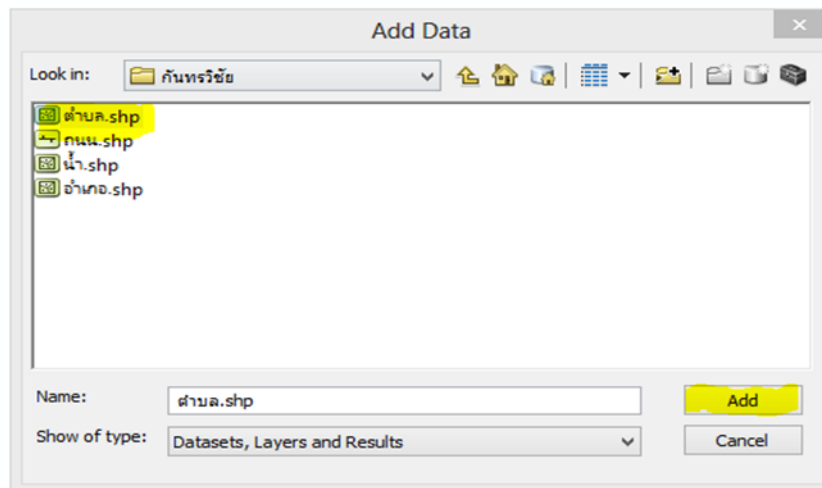 Add Data
Look in: กันทรวิชัย
ตำบล.shp
ถนน.shp
น้ำ.shp
อำเภอ.shp
Name: ตำบล.shp Add
Show of type: Datasets, Layers and Results Cancel